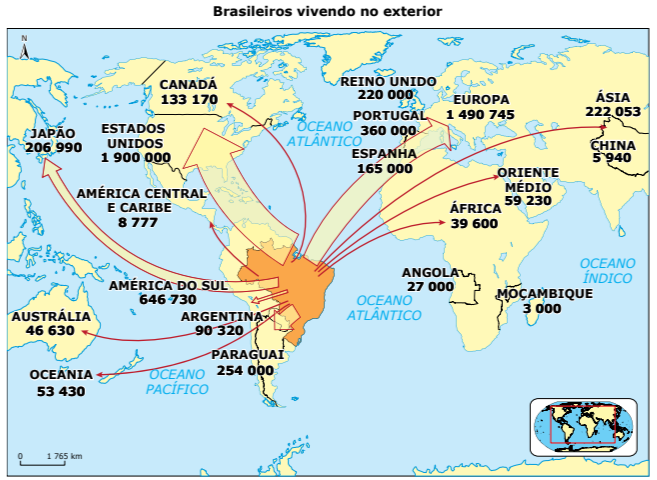 Brasileiros vivendo no exterior
N
CANADÁ
133 170
REINO UNIDO
220 000
PORTUGAL
360 000
ESPANHA
165 000
EUROPA
1 490 745
ÁSIA
222 053
CHINA
5 940
JAPÃO
206 990
ESTADOS
UNIDOS
1 900 000
OCEANO
ATLÂNTICO
AMÉRICA CENTRAL
E CARIBE
8 777
ORIENTE
MÉDIO
59 230
ÁFRICA
39 600
AMÉRICA DO SUL
646 730
ANGOLA
27 000
MOÇAMBIQUE
3 000
OCEANO
ÍNDICO
OCEANO
ATLÂNTICO
AUSTRÁLIA
46 630
ARGENTINA
90 320
PARAGUAI
254 000
OCEANIA
53 430
OCEANO
PACÍFICO
0 1 765 km